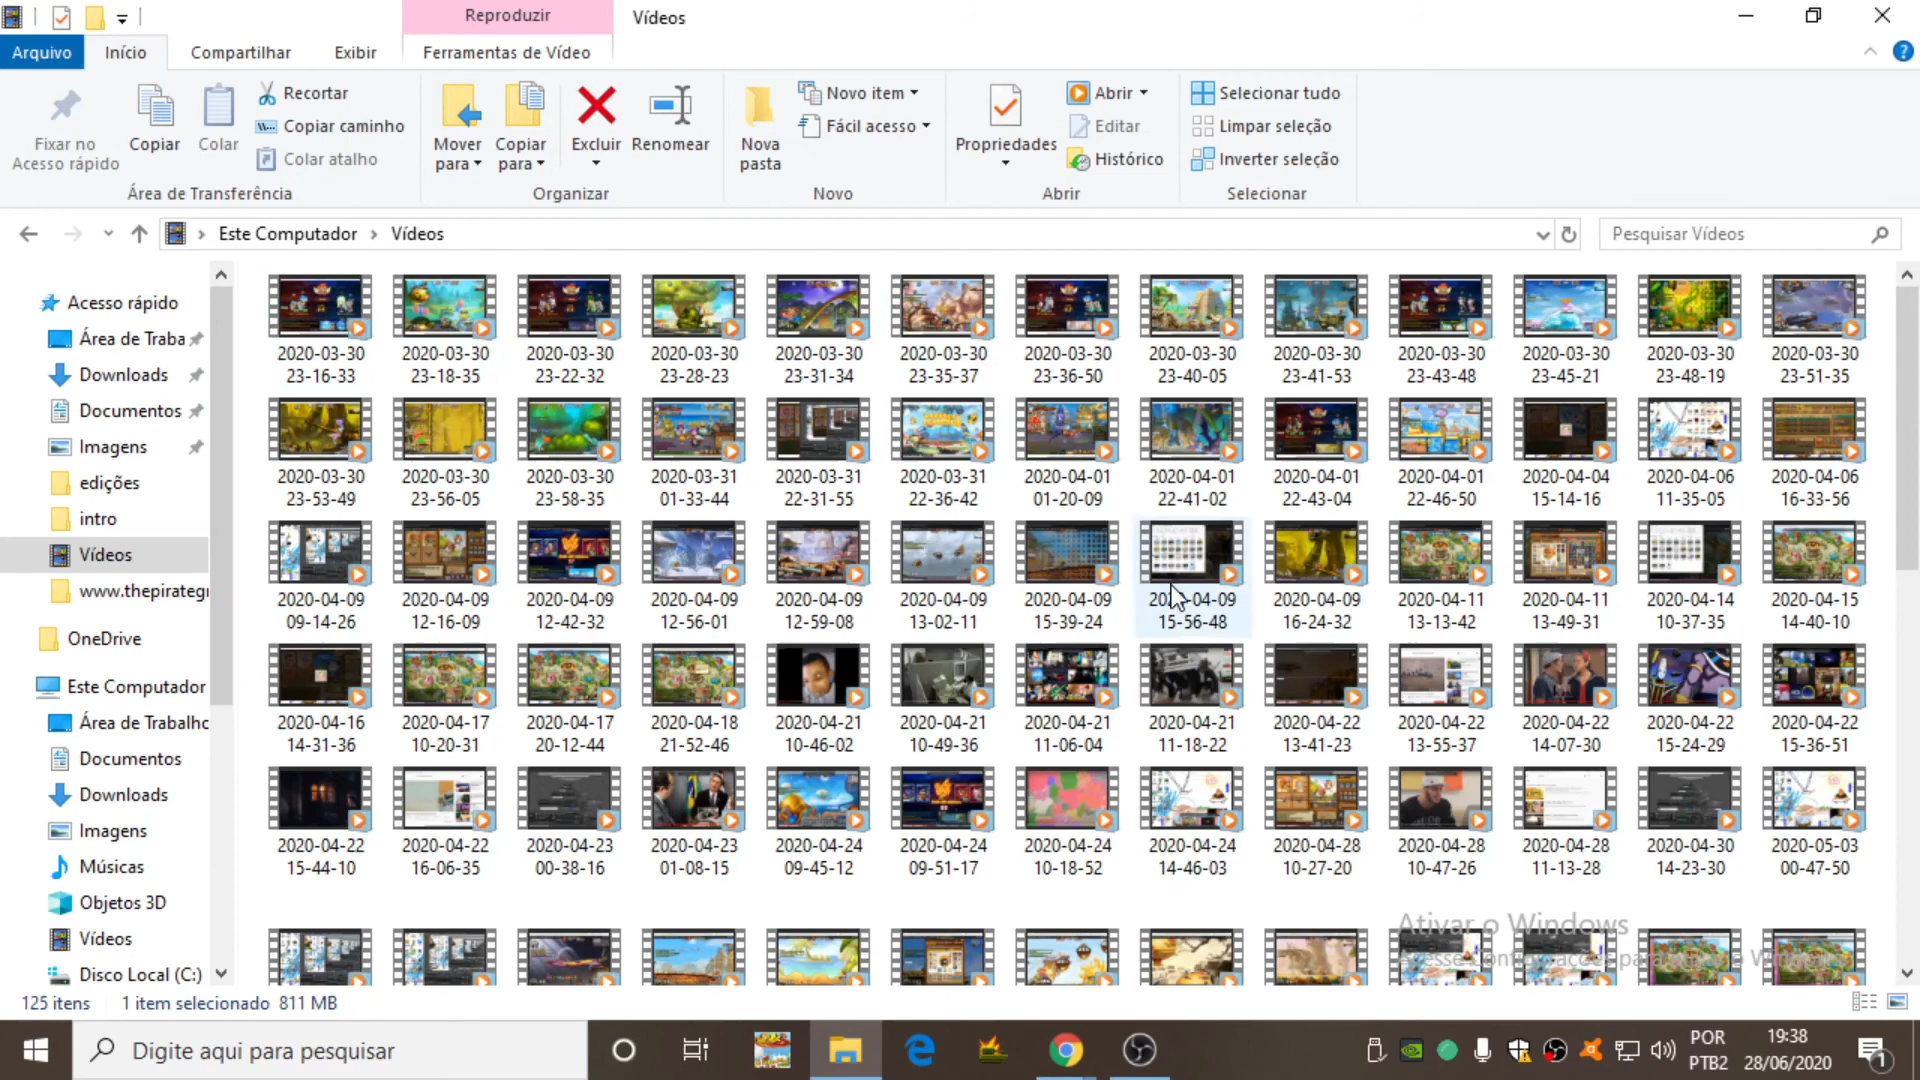 Reproduzir
Vídeos
Arquivo
Início
Compartilhar
Exibir
Ferramentas de Vídeo
Fixar no
Acesso rápido
Copiar
Colar
Recortar
Copiar caminho
Colar atalho
Área de Transferência
Mover
para
Copiar
para
Excluir
Renomear
Organizar
Nova
pasta
Novo item
Fácil acesso
Novo
Propriedades
Abrir
Editar
Histórico
Abrir
Selecionar tudo
Limpar seleção
Inverter seleção
Selecionar
Este Computador
Vídeos
Pesquisar Vídeos
Acesso rápido
Área de Traba
Downloads
Documentos
Imagens
edições
intro
Vídeos
www.thepirateg
OneDrive
Este Computador
Área de Trabalho
Documentos
Downloads
Imagens
Músicas
Objetos 3D
Vídeos
Disco Local (C:)
2020-03-30 2020-03-30 2020-03-30 2020-03-30 2020-03-30 2020-03-30 2020-03-30 2020-03-30 2020-03-30 2020-03-30 2020-03-30 2020-03-30 2020-03-30
23-16-33 23-18-35 23-22-32 23-28-23 23-31-34 23-35-37 23-36-50 23-40-05 23-41-53 23-43-48 23-45-21 23-48-19 23-51-35
2020-03-30 2020-03-30 2020-03-30 2020-03-31 2020-03-31 2020-03-31 2020-04-01 2020-04-01 2020-04-01 2020-04-01 2020-04-04 2020-04-06 2020-04-06
23-53-49 23-56-05 23-58-35 01-33-44 22-31-55 22-36-42 01-20-09 22-41-02 22-43-04 22-46-50 15-14-16 11-35-05 16-33-56
2020-04-09 2020-04-09 2020-04-09 2020-04-09 2020-04-09 2020-04-09 2020-04-09 2020-04-09 2020-04-09 2020-04-11 2020-04-11 2020-04-14 2020-04-15
09-14-26 12-16-09 12-42-32 12-56-01 12-59-08 13-02-11 15-39-24 15-56-48 16-24-32 13-13-42 13-49-31 10-37-35 14-40-10
2020-04-16 2020-04-17 2020-04-17 2020-04-18 2020-04-21 2020-04-21 2020-04-21 2020-04-21 2020-04-22 2020-04-22 2020-04-22 2020-04-22 2020-04-22
14-31-36 10-20-31 20-12-44 21-52-46 10-46-02 10-49-36 11-06-04 11-18-22 13-41-23 13-55-37 14-07-30 15-24-29 15-36-51
2020-04-22 2020-04-22 2020-04-23 2020-04-23 2020-04-24 2020-04-24 2020-04-24 2020-04-24 2020-04-28 2020-04-28 2020-04-28 2020-04-30 2020-05-03
15-44-10 16-06-35 00-38-16 01-08-15 09-45-12 09-51-17 10-18-52 14-46-03 10-27-20 10-47-26 11-13-28 14-23-30 00-47-50
Ativar o Windows
125 itens
1 item selecionado 811 MB
Digite aqui para pesquisar
POR
PTB2
19:38
28/06/2020
1